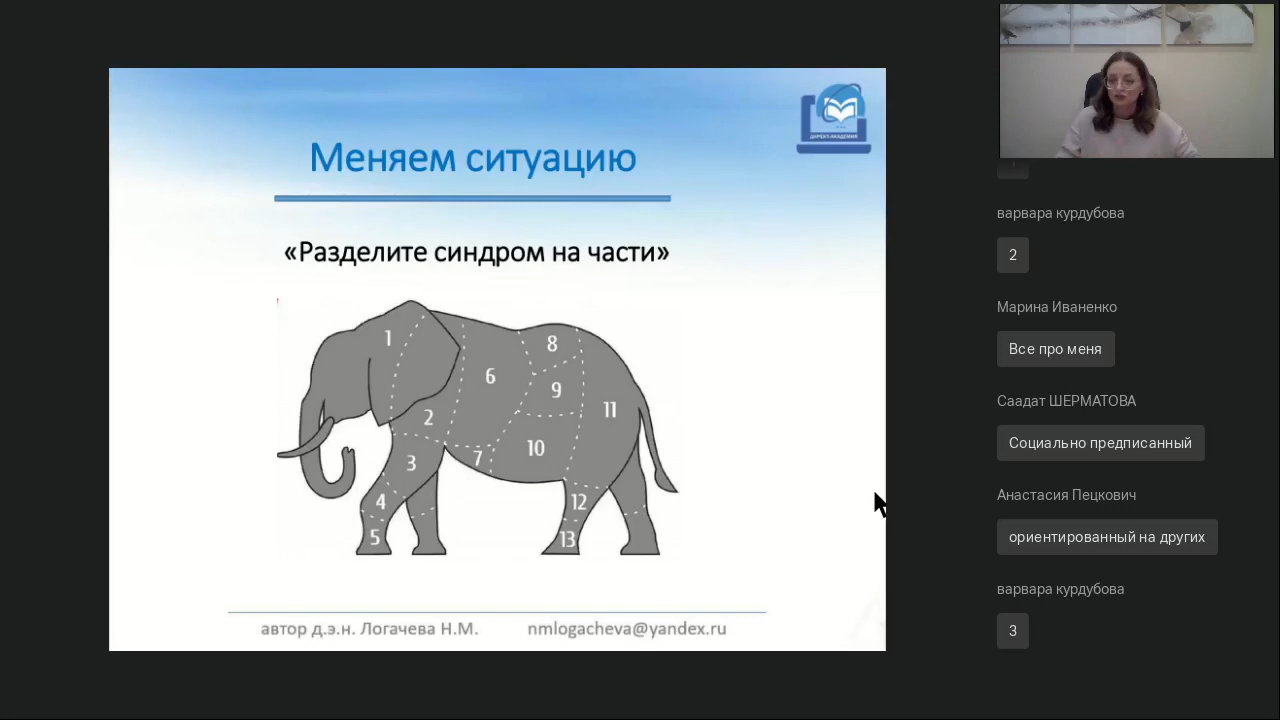 Меняем ситуацию
ДИРЕКТ-АКАДЕМИЯ
«Разделите синдром на части»
1
2
3
4
5
6
7
8
9
10
11
12
13
автор д.э.н. Логачева Н.М.
nmlogacheva@yandex.ru
варвара курдубова
2
Марина Иваненко
Все про меня
Саадат ШЕРМАТОВА
Социально предписанный
Анастасия Пецкович
ориентированный на других
варвара курдубова
3